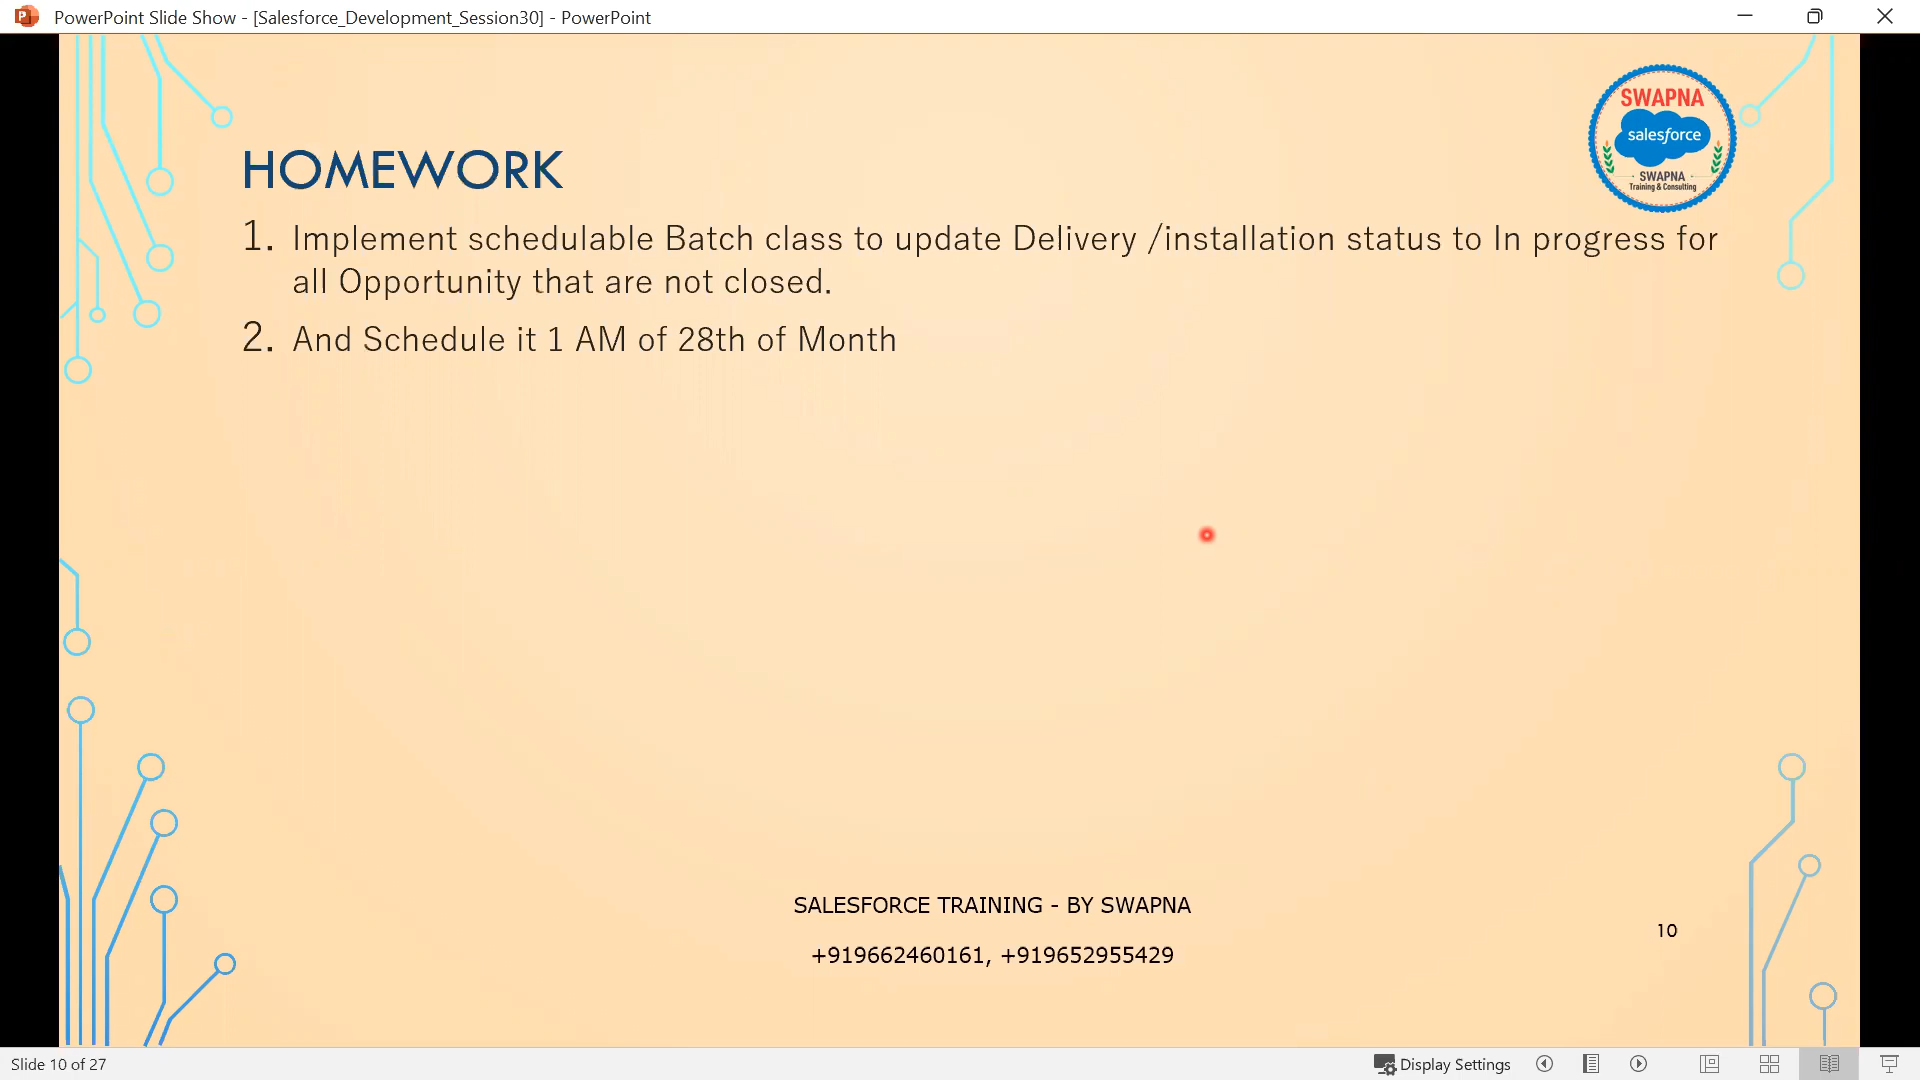 PowerPoint Slide Show - [Salesforce_Development_Session30] - PowerPoint
SWAPNA
salesforce
SWAPNA
Training & Consulting
HOMEWORK
1. Implement schedulable Batch class to update Delivery /installation status to In progress for
all Opportunity that are not closed.
2. And Schedule it 1 AM of 28th of Month
SALESFORCE TRAINING - BY SWAPNA
10
+919662460161, +919652955429
Slide 10 of 27
Display Settings